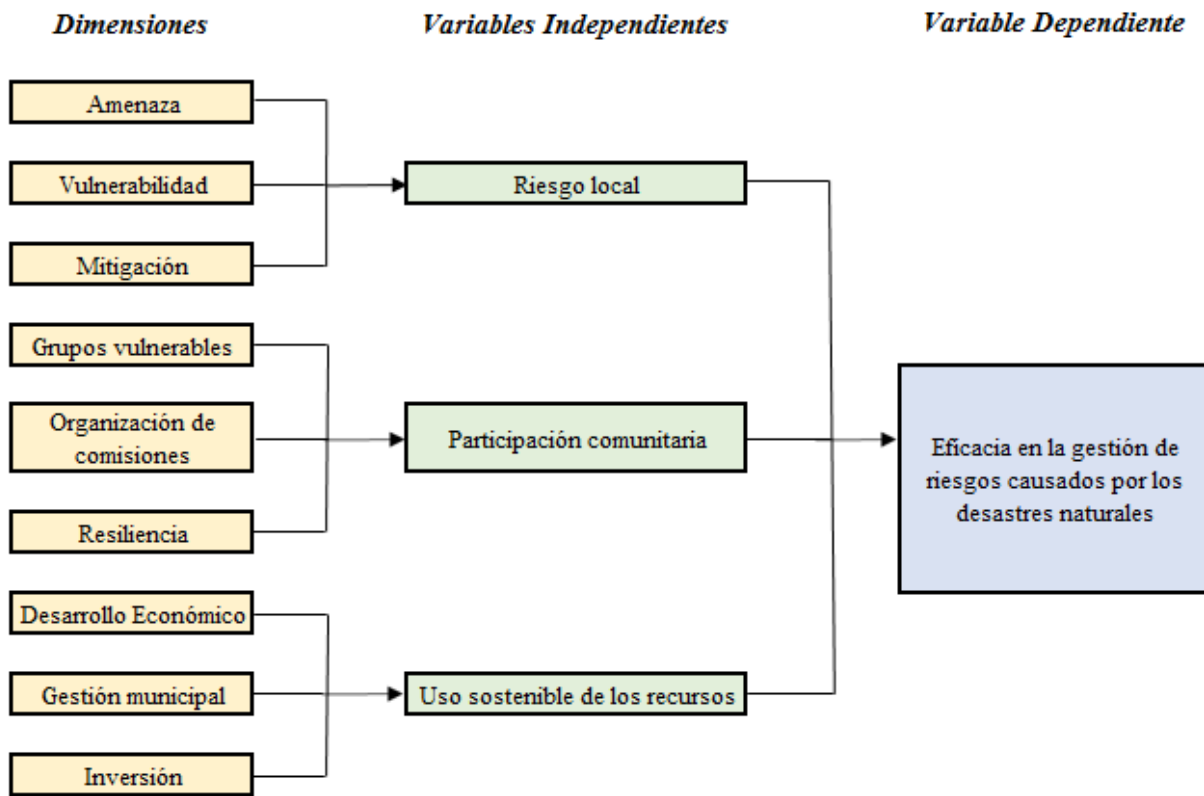 Dimensiones
Variables Independientes
Variable Dependiente
Amenaza
Vulnerabilidad
Mitigación
Riesgo local
Grupos vulnerables
Organización de
comisiones
Resiliencia
Participación comunitaria
Desarrollo Económico
Gestión municipal
Inversión
Uso sostenible de los recursos
Eficacia en la gestión de
riesgos causados por los
desastres naturales